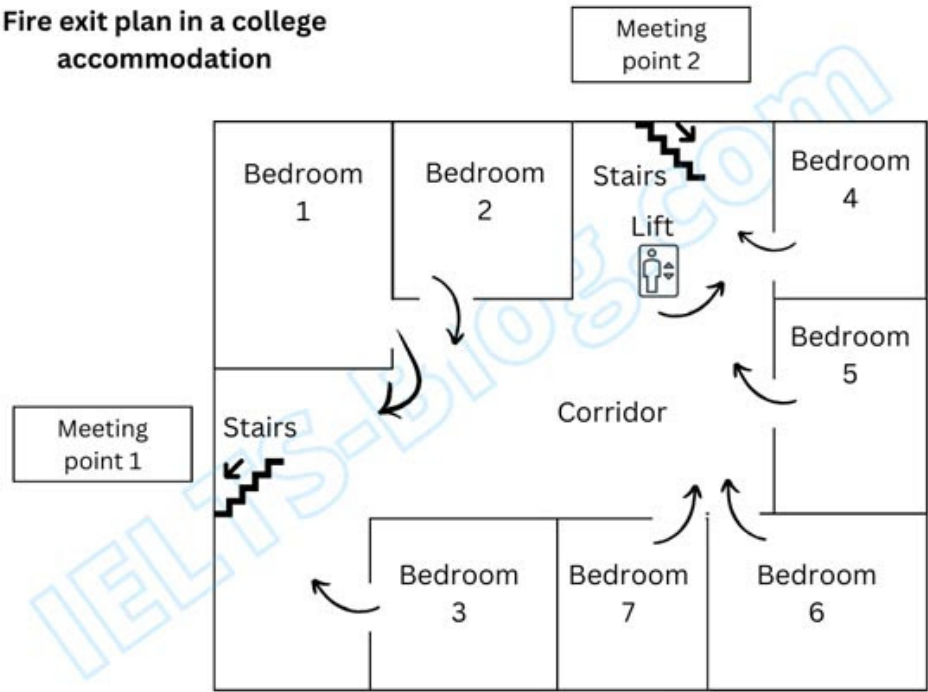 Fire exit plan in a college
accommodation
Meeting
point 2
Bedroom
1
Bedroom
2
Stairs
Lift
Bedroom
4
Bedroom
5
Corridor
Meeting
point 1
Stairs
Bedroom
3
Bedroom
7
Bedroom
6
IELTS-Blog.com